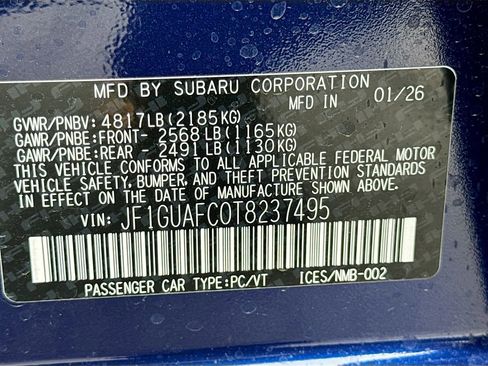 MFD BY SUBARU CORPORATION
MFD IN 01/26
GVWR/PNBV: 4817LB(2185KG)
GAWR/PNBE:FRONT- 2568LB(1165KG)
GAWR/PNBE:REAR - 2491LB(1130KG)
THIS VEHICLE CONFORMS TO ALL APPLICABLE FEDERAL MOTOR
VEHICLE SAFETY, BUMPER, AND THEFT PREVENTION STANDARDS
IN EFFECT ON THE DATE OF MANUFACTURE SHOWN ABOVE.
VIN: JF1GUAFC0T8237495
PASSENGER CAR TYPE:PC/VT ICES/NMB-002